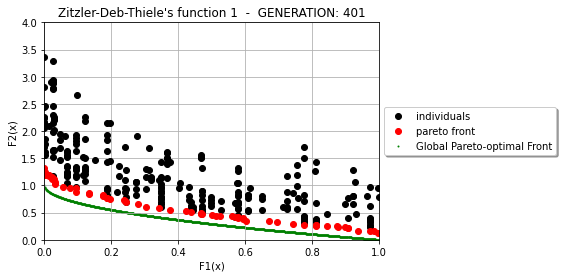 Zitzler-Deb-Thiele's function 1 - GENERATION: 401
4.0
3.5
3.0
2.5
2.0
1.5
1.0
0.5
0.0
F2(x)
0.0 0.2 0.4 0.6 0.8 1.0
F1(x)
individuals
pareto front
Global Pareto-optimal Front